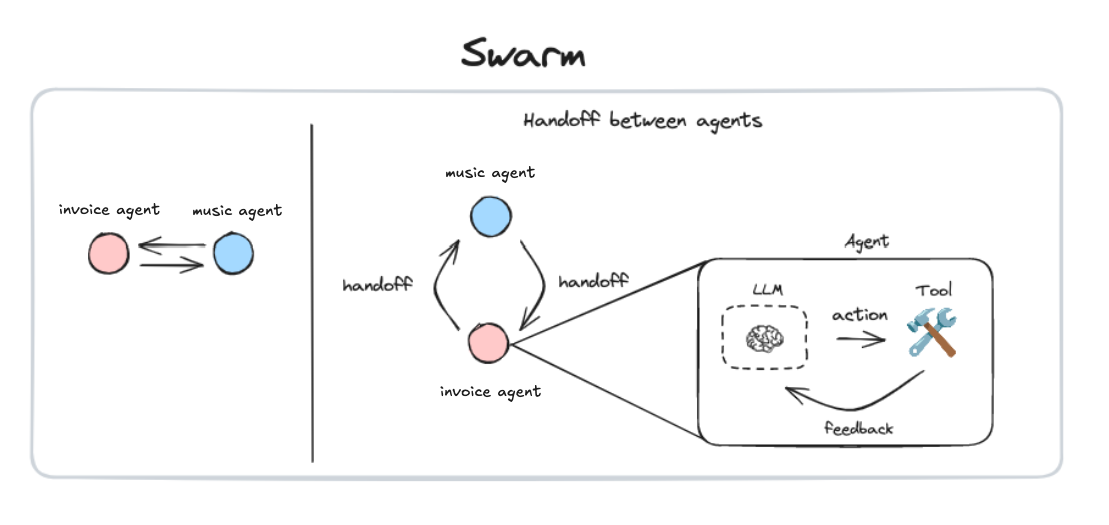 Swarm
Handoff between agents
invoice agent
music agent
music agent
handoff
handoff
invoice agent
Agent
LLM
action
Tool
feedback